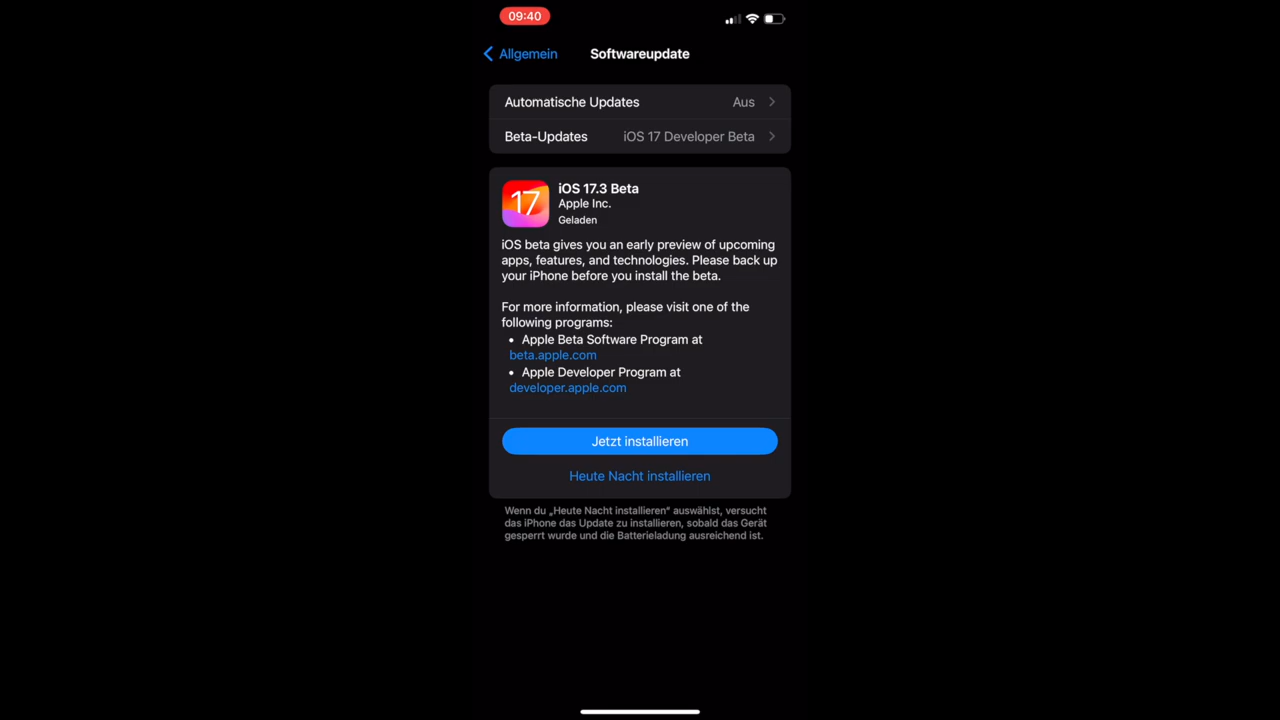 09:40
Allgemein
Softwareupdate
Automatische Updates Aus
Beta-Updates iOS 17 Developer Beta
17
iOS 17.3 Beta
Apple Inc.
Geladen
iOS beta gives you an early preview of upcoming
apps, features, and technologies. Please back up
your iPhone before you install the beta.
For more information, please visit one of the
following programs:
• Apple Beta Software Program at
beta.apple.com
• Apple Developer Program at
developer.apple.com
Jetzt installieren
Heute Nacht installieren
Wenn du „Heute Nacht installieren“ auswählst, versucht
das iPhone das Update zu installieren, sobald das Gerät
gesperrt wurde und die Batterieladung ausreichend ist.